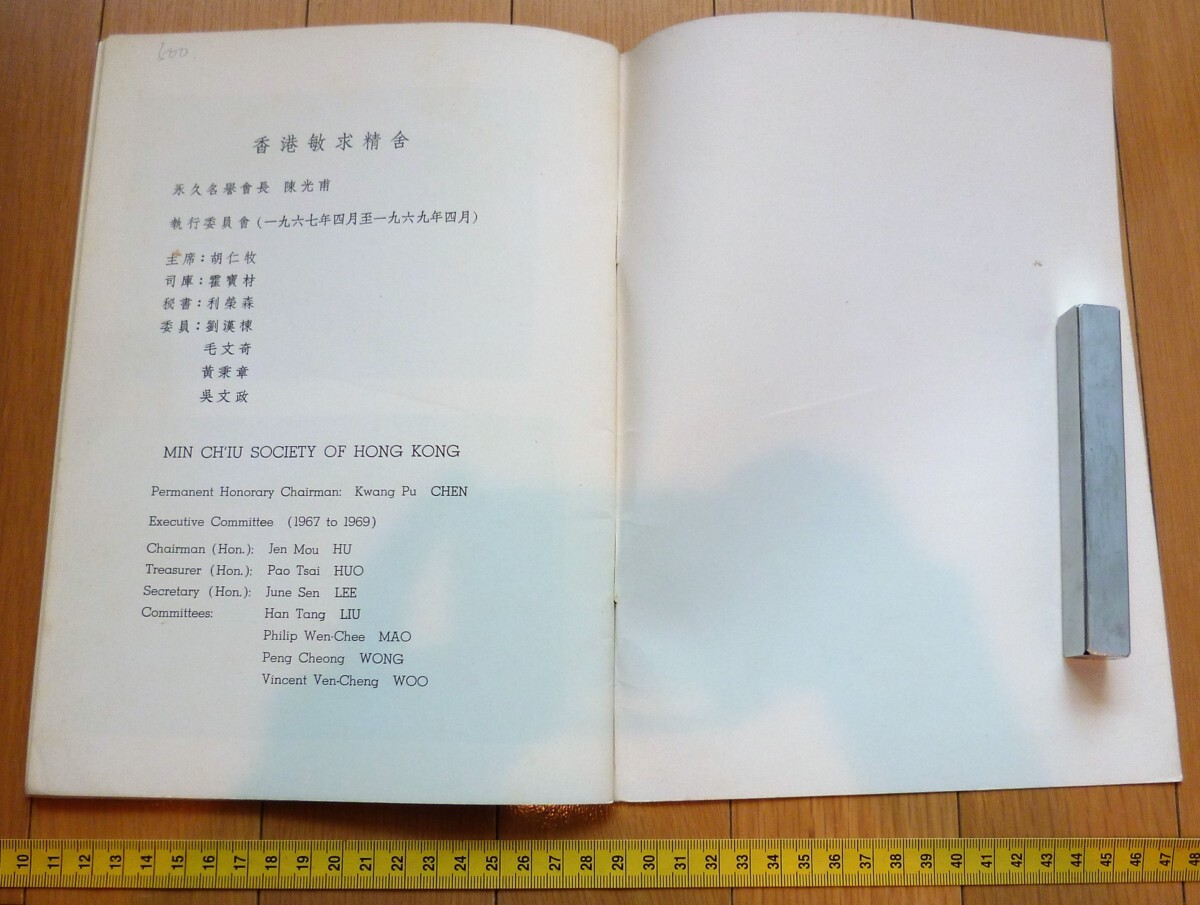 600
香港敏求精舍
永久名譽會長 陳光甫
執行委員會(一九六七年四月至一九六九年四月)
主席:胡仁牧
司庫:霍寶材
税書:利榮森
委員:劉漢棟
毛文奇
黃秉章
吳文政
MIN CH'IU SOCIETY OF HONG KONG
Permanent Honorary Chairman: Kwang Pu CHEN
Executive Committee (1967 to 1969)
Chairman (Hon.): Jen Mou HU
Treasurer (Hon.): Pao Tsai HUO
Secretary (Hon.): June Sen LEE
Committees: Han Tang LIU
Philip Wen-Chee MAO
Peng Cheong WONG
Vincent Ven-Cheng WOO
10 11 12 13 14 15 16 17 18 19 20 21 22 23 24 25 26 27 28 29 30 31 32 33 34 35 36 37 38 39 40 41 42 43 44 45 46 47 48